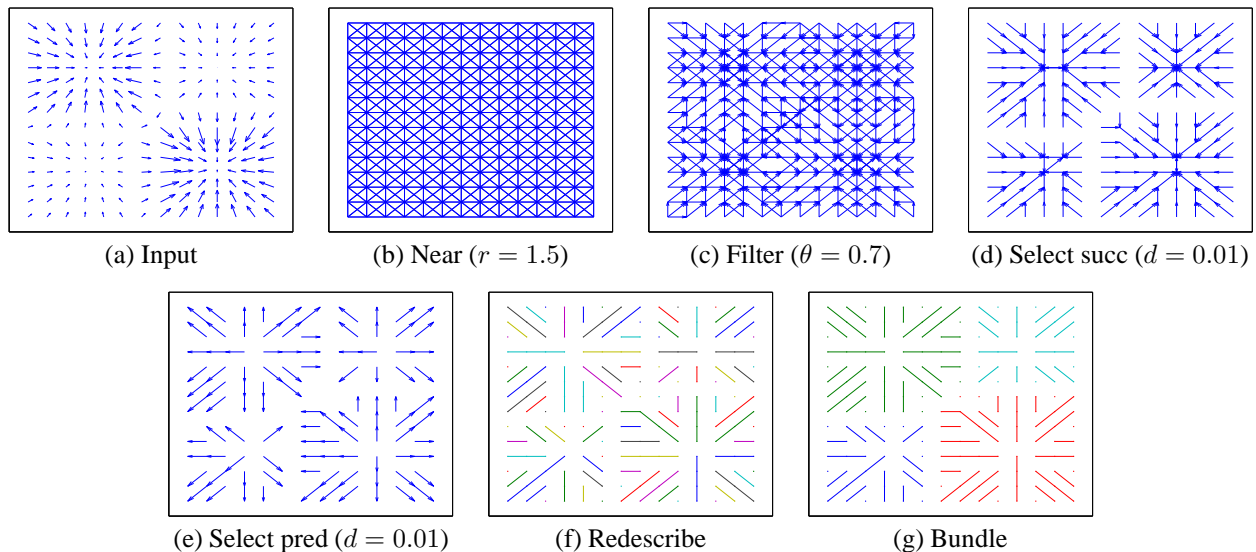 (a) Input
(b) Near (r = 1.5)
(c) Filter (θ = 0.7)
(d) Select succ (d = 0.01)
(e) Select pred (d = 0.01)
(f) Redescribe
(g) Bundle